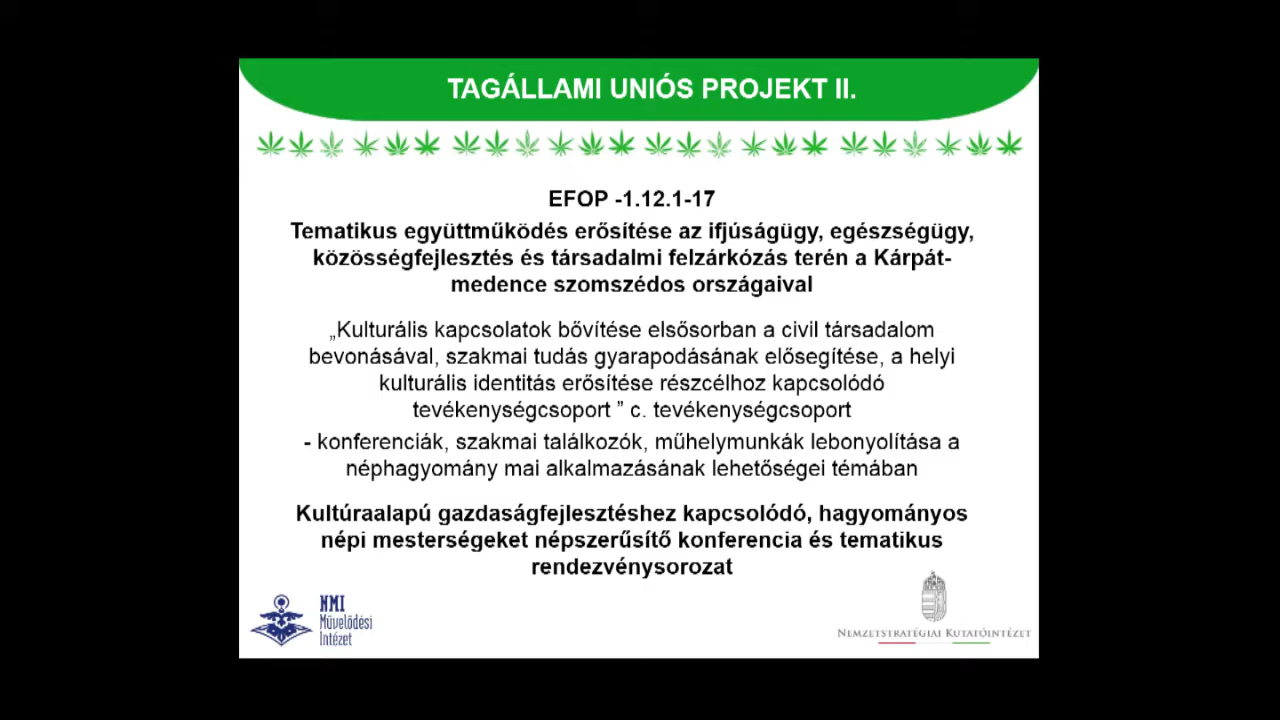 TAGÁLLAMI UNIÓS PROJEKT II.
EFOP -1.12.1-17
Tematikus együttműködés erősítése az ifjúságügy, egészségügy,
közösségfejlesztés és társadalmi felzárkózás terén a Kárpát-
medence szomszédos országaival
„Kulturális kapcsolatok bővítése elsősorban a civil társadalom
bevonásával, szakmai tudás gyarapodásának elősegítése, a helyi
kulturális identitás erősítése részcélhoz kapcsolódó
tevékenységcsoport ” c. tevékenységcsoport
- konferenciák, szakmai találkozók, műhelymunkák lebonyolítása a
néphagyomány mai alkalmazásának lehetőségei témában
Kultúraalapú gazdaságfejlesztéshez kapcsolódó, hagyományos
népi mesterségeket népszerűsítő konferencia és tematikus
rendezvénysorozat
NMI
Művelődési
Intézet
NEMZETSTRATÉGIAI KUTATÓINTÉZET